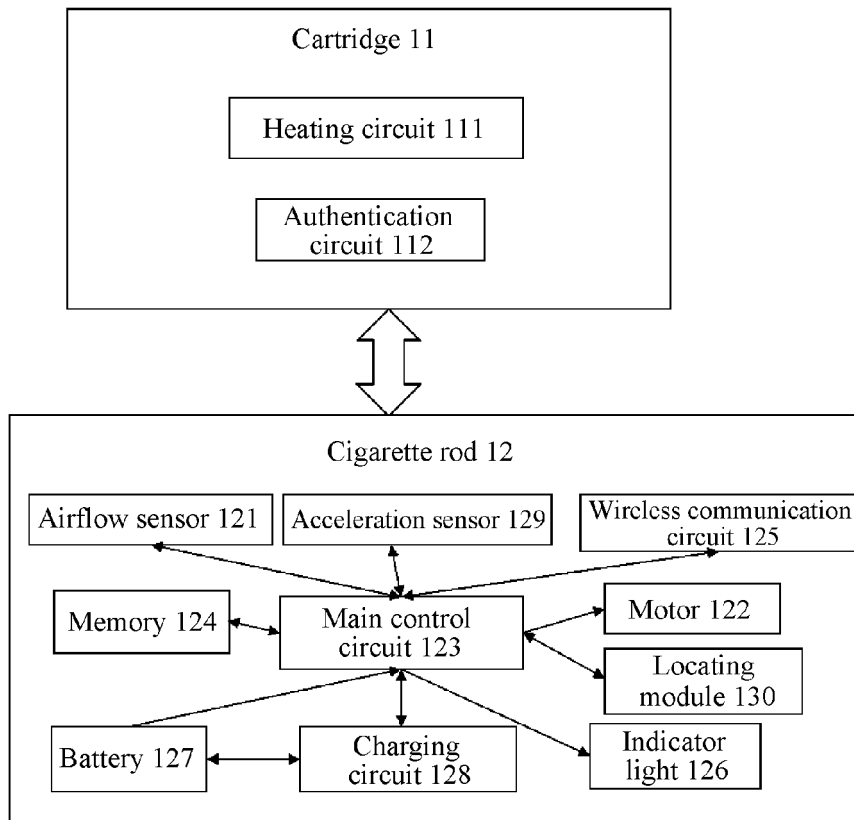 Cartridge 11
Heating circuit 111
Authentication
circuit 112
Cigarette rod 12
Airflow sensor 121
Acceleration sensor 129
Wireless communication
circuit 125
Memory 124
Main control
circuit 123
Motor 122
Locating
module 130
Battery 127
Charging
circuit 128
Indicator
light 126